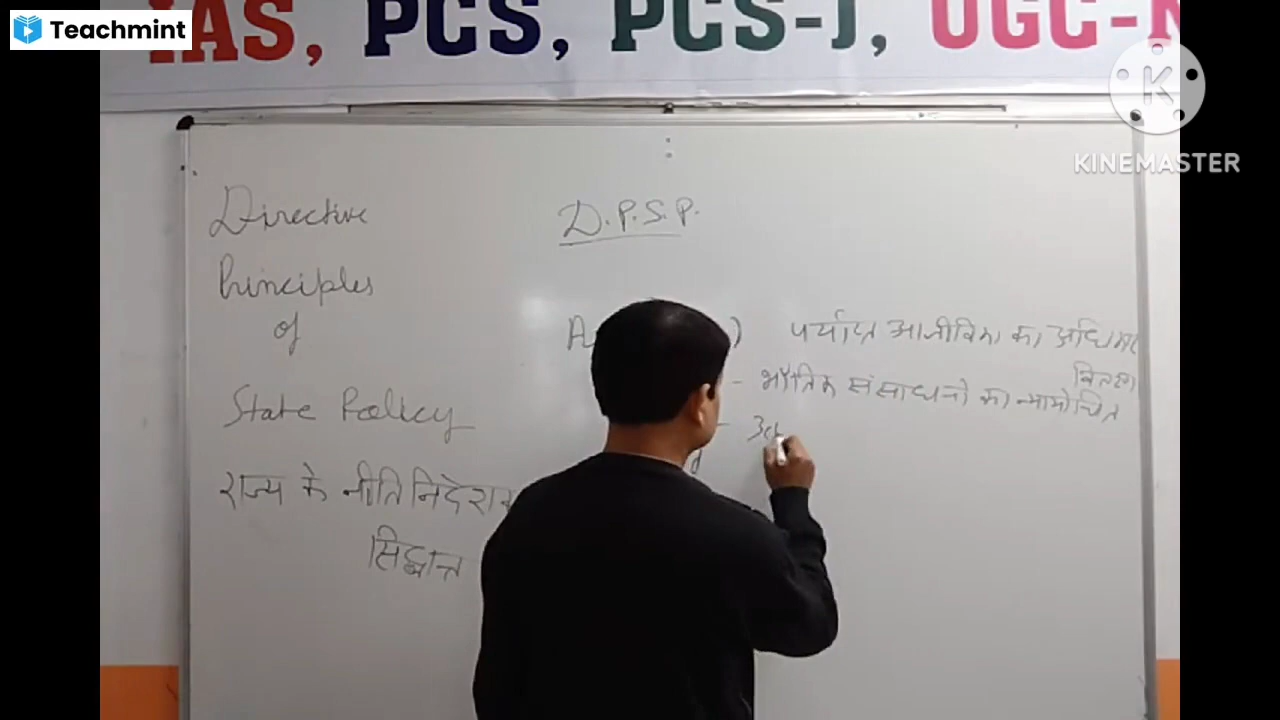 Teachmint
IAS, PCS, PCS-J, UGC-N
KINEMASTER
Directive
Principles
of
State Policy
राज्य के नीति निदेशक
सिद्धान्त
D.P.S.P.
पर्याप्त आजीविका का अधिकार
भौतिक संसाधनों का न्यायोचित
वितरण
d